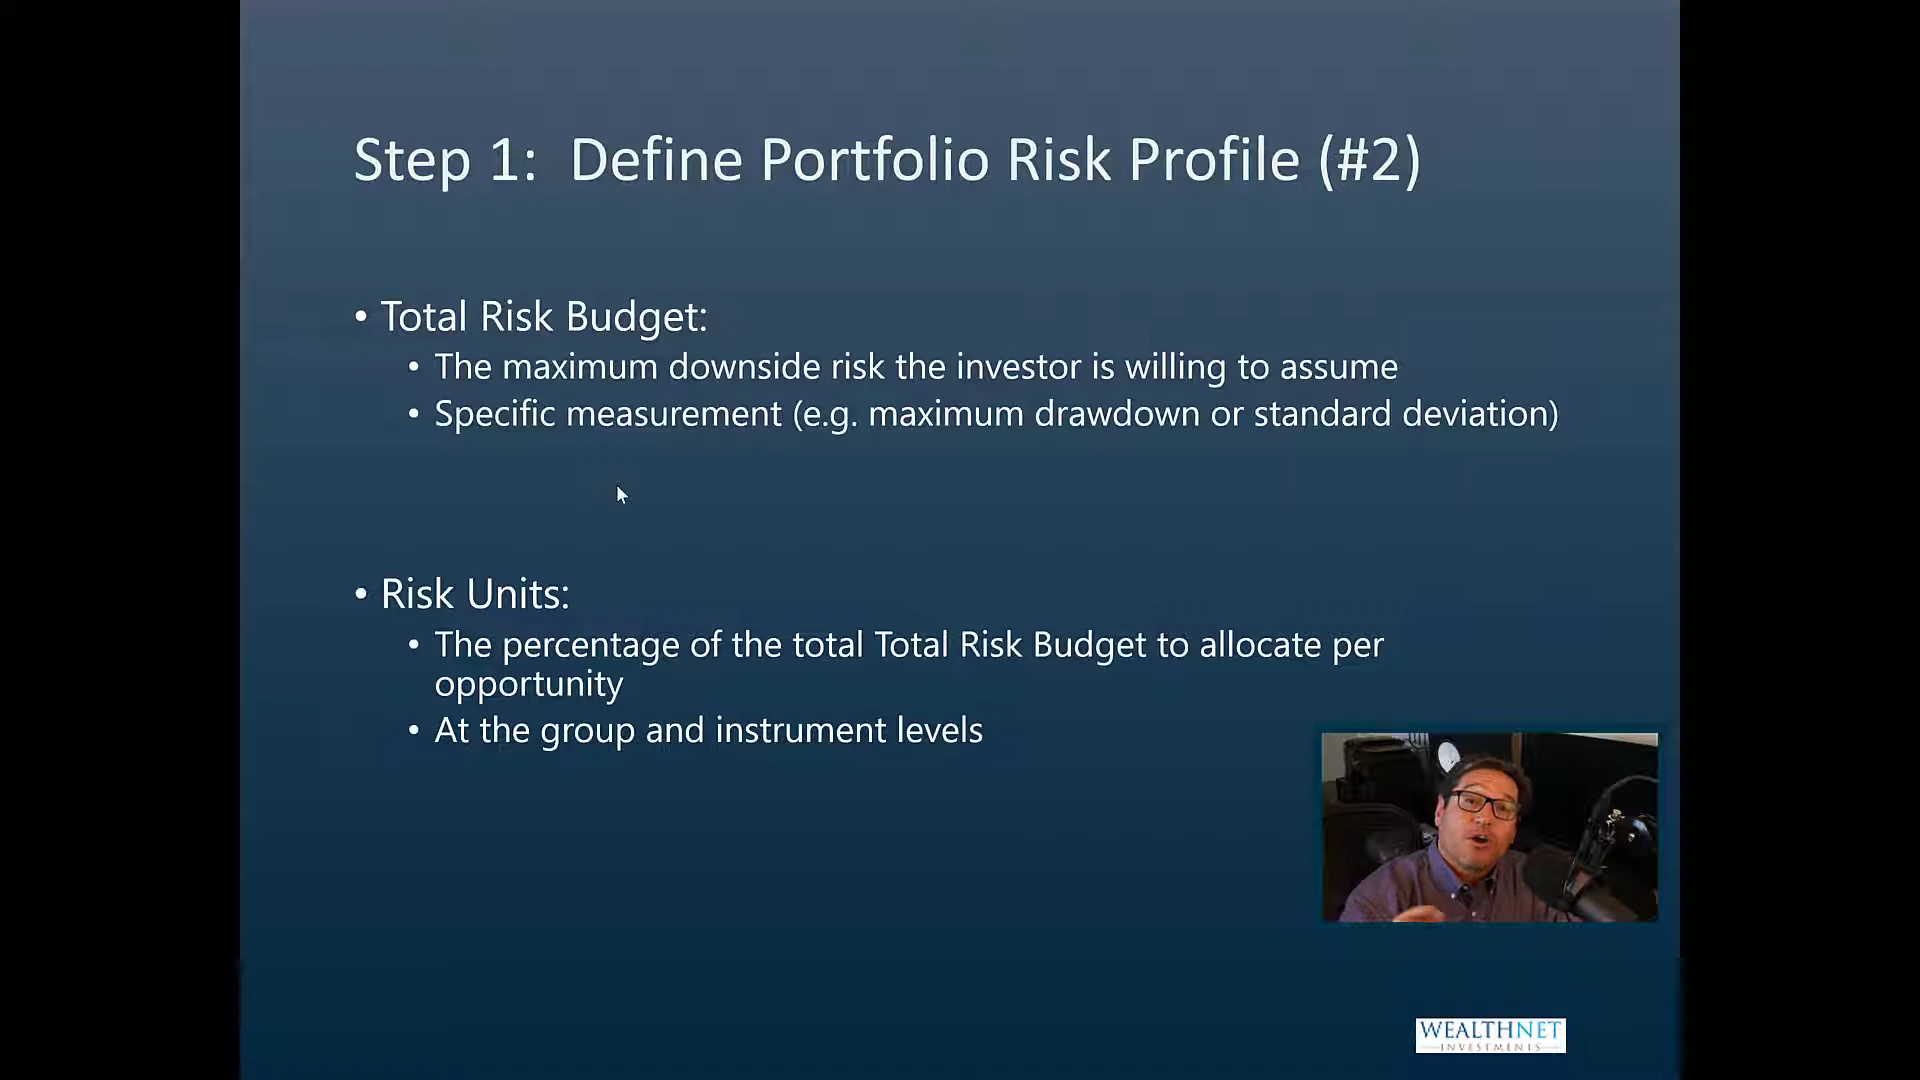 Step 1:  Define Portfolio Risk Profile (#2)
• Total Risk Budget:
• The maximum downside risk the investor is willing to assume
• Specific measurement (e.g. maximum drawdown or standard deviation)
• Risk Units:
• The percentage of the total Total Risk Budget to allocate per
opportunity
• At the group and instrument levels
WEALTHNET
INVESTMENTS